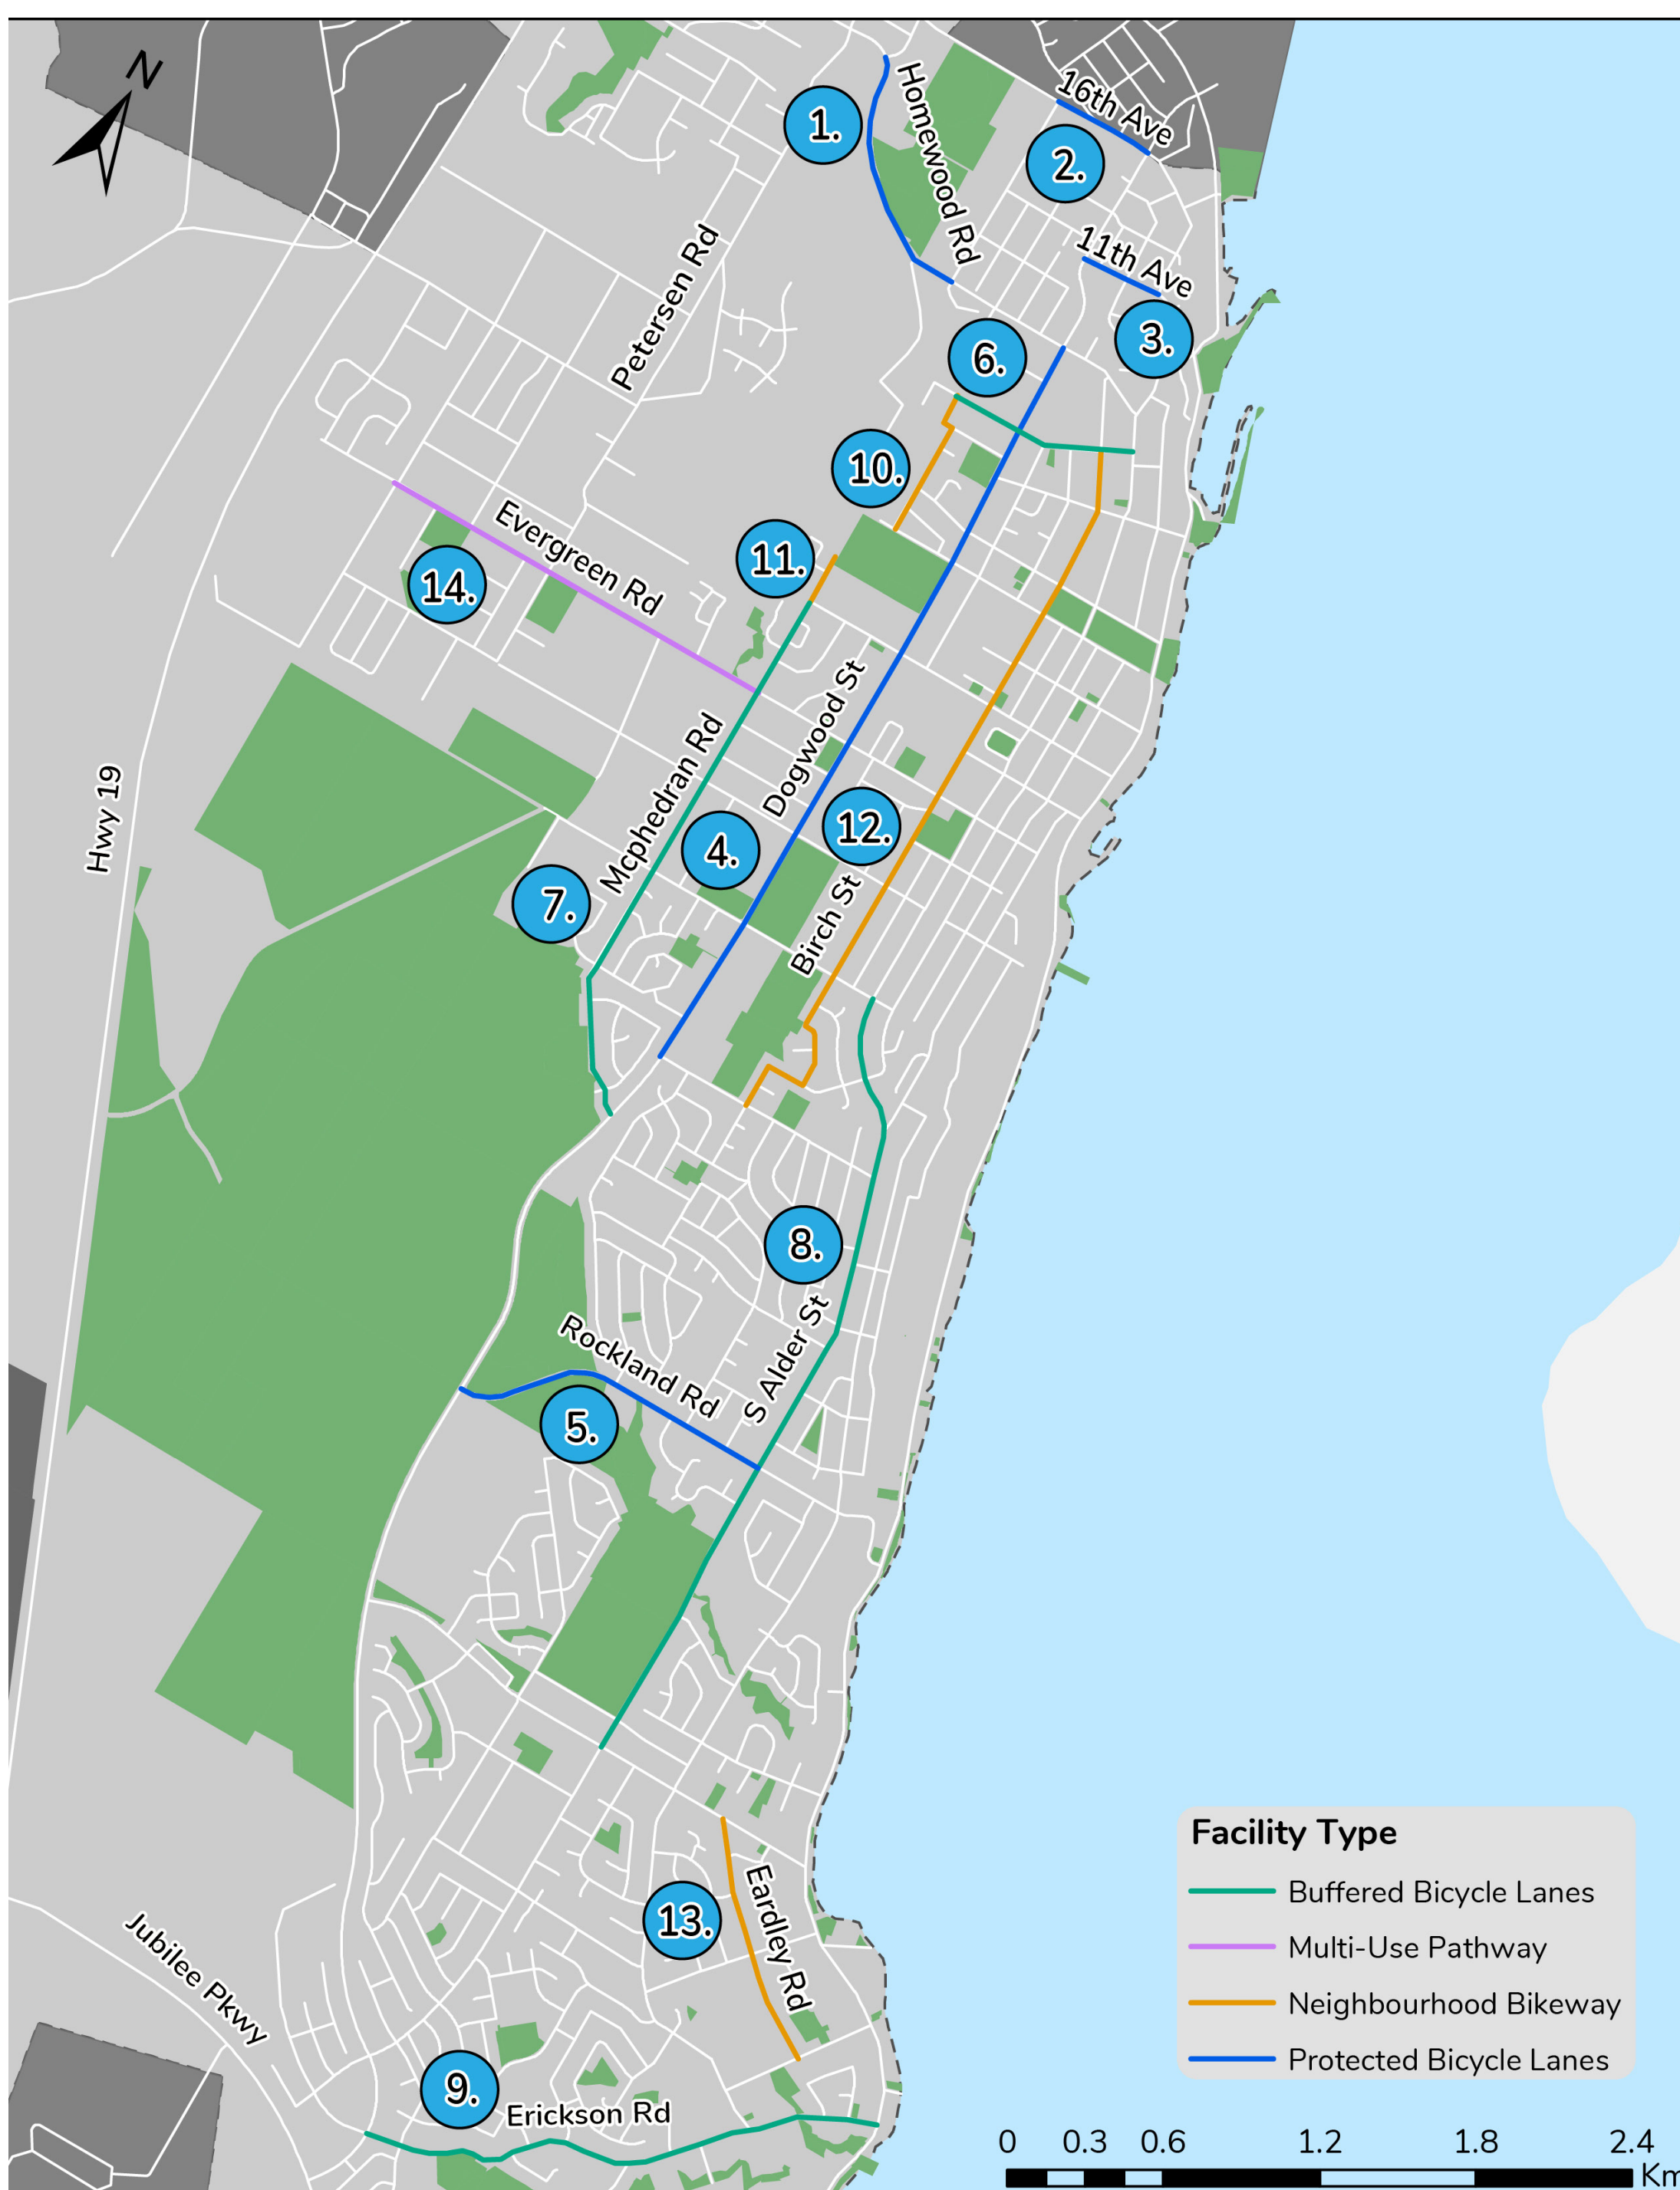 N
16th Ave
1.
2.
Homewood Rd
11th Ave
Petersen Rd
3.
6.
10.
Evergreen Rd
11.
14.
Dogwood St
Mcphedran Rd
Hwy 19
12.
4.
7.
Birch St
8.
Rockland Rd
S Alder St
5.
Facility Type
Buffered Bicycle Lanes
Multi-Use Pathway
Neighbourhood Bikeway
Protected Bicycle Lanes
13.
Eardley Rd
Jubilee Pkwy
9.
Erickson Rd
0 0.3 0.6 1.2 1.8 2.4
Km